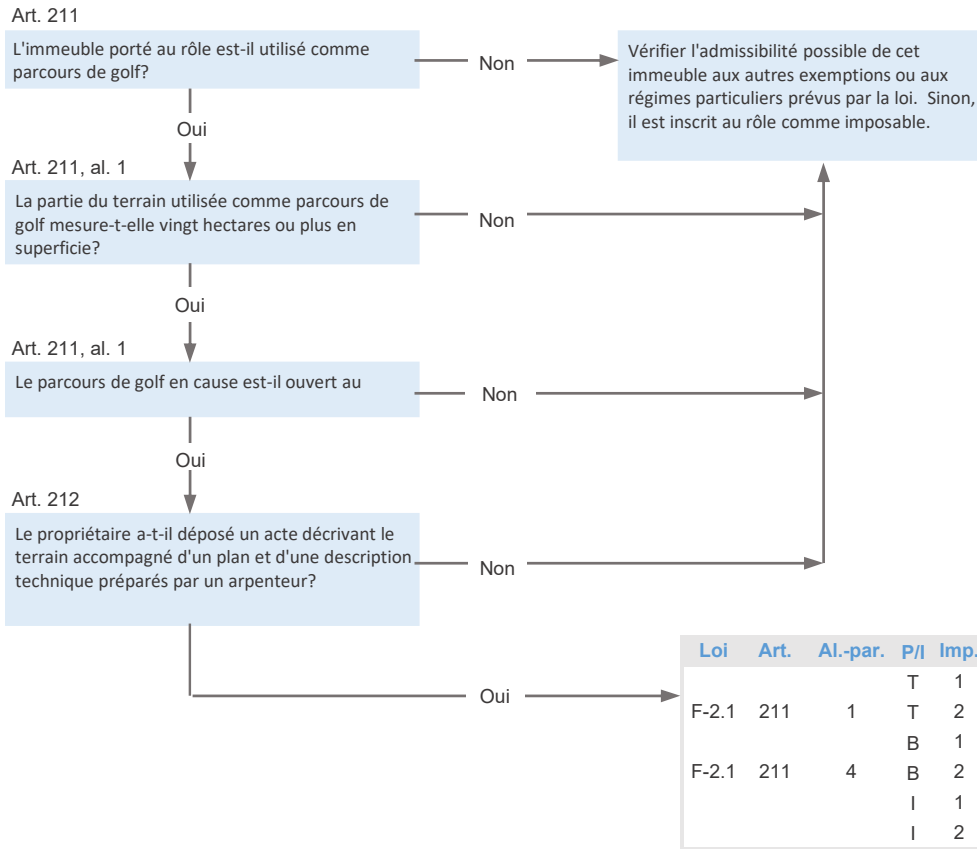 Art. 211
L'immeuble porté au rôle est-il utilisé comme
parcours de golf?
Non
Vérifier l'admissibilité possible de cet
immeuble aux autres exemptions ou aux
régimes particuliers prévus par la loi. Sinon,
il est inscrit au rôle comme imposable.
Oui
Art. 211, al. 1
La partie du terrain utilisée comme parcours de
golf mesure-t-elle vingt hectares ou plus en
superficie?
Non
Oui
Art. 211, al. 1
Le parcours de golf en cause est-il ouvert au
Non
Oui
Art. 212
Le propriétaire a-t-il déposé un acte décrivant le
terrain accompagné d'un plan et d'une description
technique préparés par un arpenteur?
Non
Oui
Loi Art. Al.-par. P/I Imp.
T 1
F-2.1 211 1 T 2
B 1
F-2.1 211 4 B 2
I 1
I 2